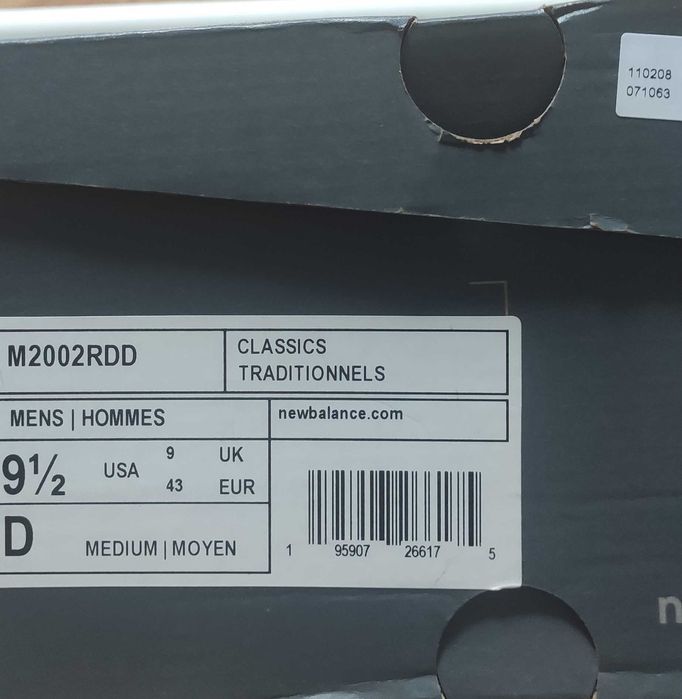 110208
071063
M2002RDD
CLASSICS
TRADITIONNELS
MENS | HOMMES
newbalance.com
9½ USA 9 UK
43 EUR
D MEDIUM | MOYEN
1 95907 26617 5
n